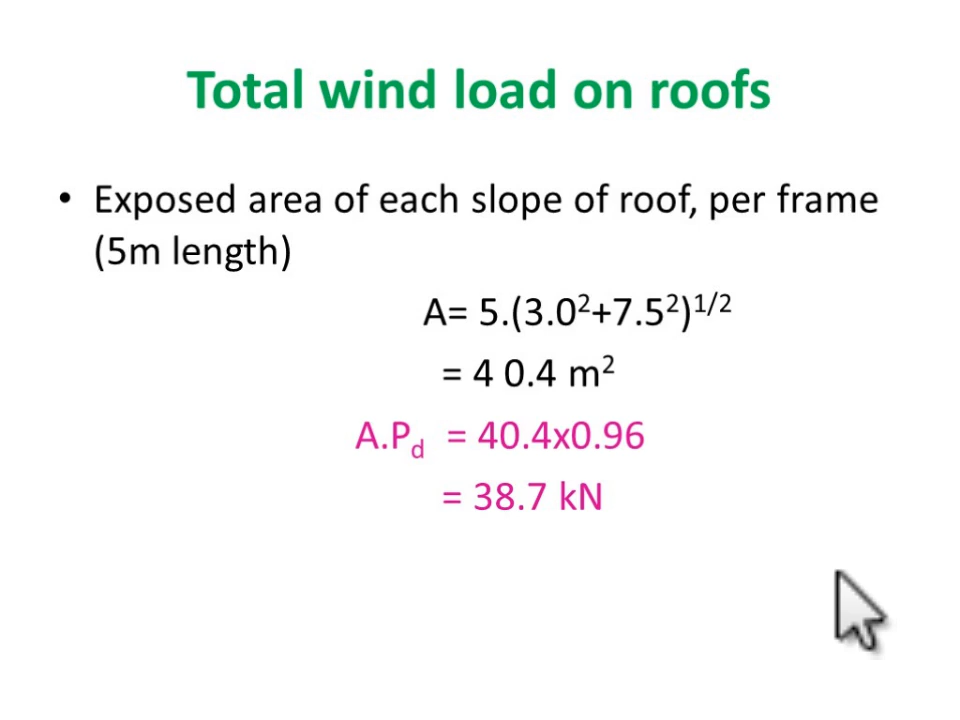 Total wind load on roofs
• Exposed area of each slope of roof, per frame
(5m length)
A= 5.(3.0²+7.5²)^1/2
= 4 0.4 m²
A.P_d = 40.4x0.96
= 38.7 kN